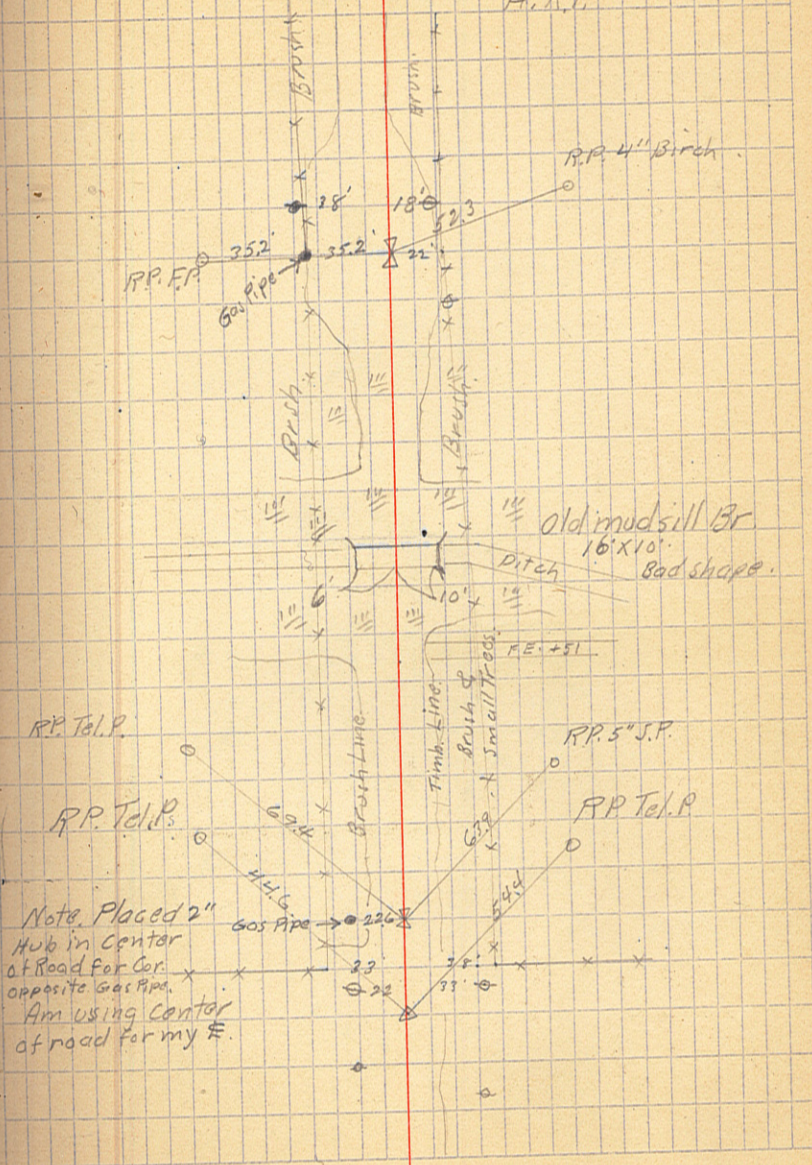 Brush
Brush.
R.P. 4" Birch
38'
18'
52.3
35.2'
35.2'
22'
R.P. F.P.
Gas Pipe
Brush
Brush.
Old mudsill Br.
16'X10'
Bad shape.
Ditch
6'
10'
F.E. +51
Brush &
Small Trees.
Timb. Line
Brush Line
R.P. Tel. P.
R.P. 5" J.P.
R.P. Tel. P.
R.P. Tel. P
69.4
63.9
44.6
54.4
Note. Placed 2"
Hub in Center
of Road for Cor.
opposite Gas Pipe.
Am using Center
of road for my ₤.
Gas Pipe
22.6
33'
38'
22
33'